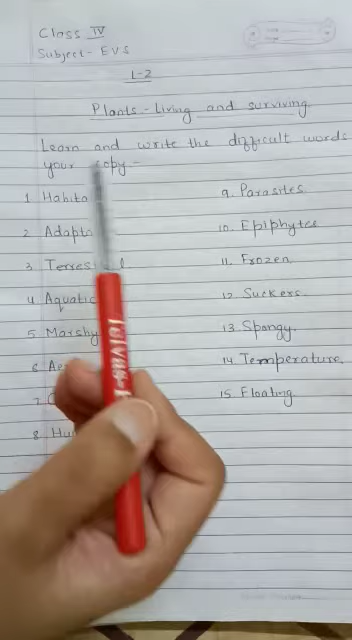 Class IV
Subject- EVS
L-2
Plants - Living and surviving.
Learn and write the difficult words
your copy-
1 Habita
2 Adapta
3 Terres
4 Aquatic
5 Marshy
6
7
8 Hu
9. Parasites
10. Epiphytes
11. Frozen
12 Suckers.
13. Spongy.
14. Temperature.
15. Floating.